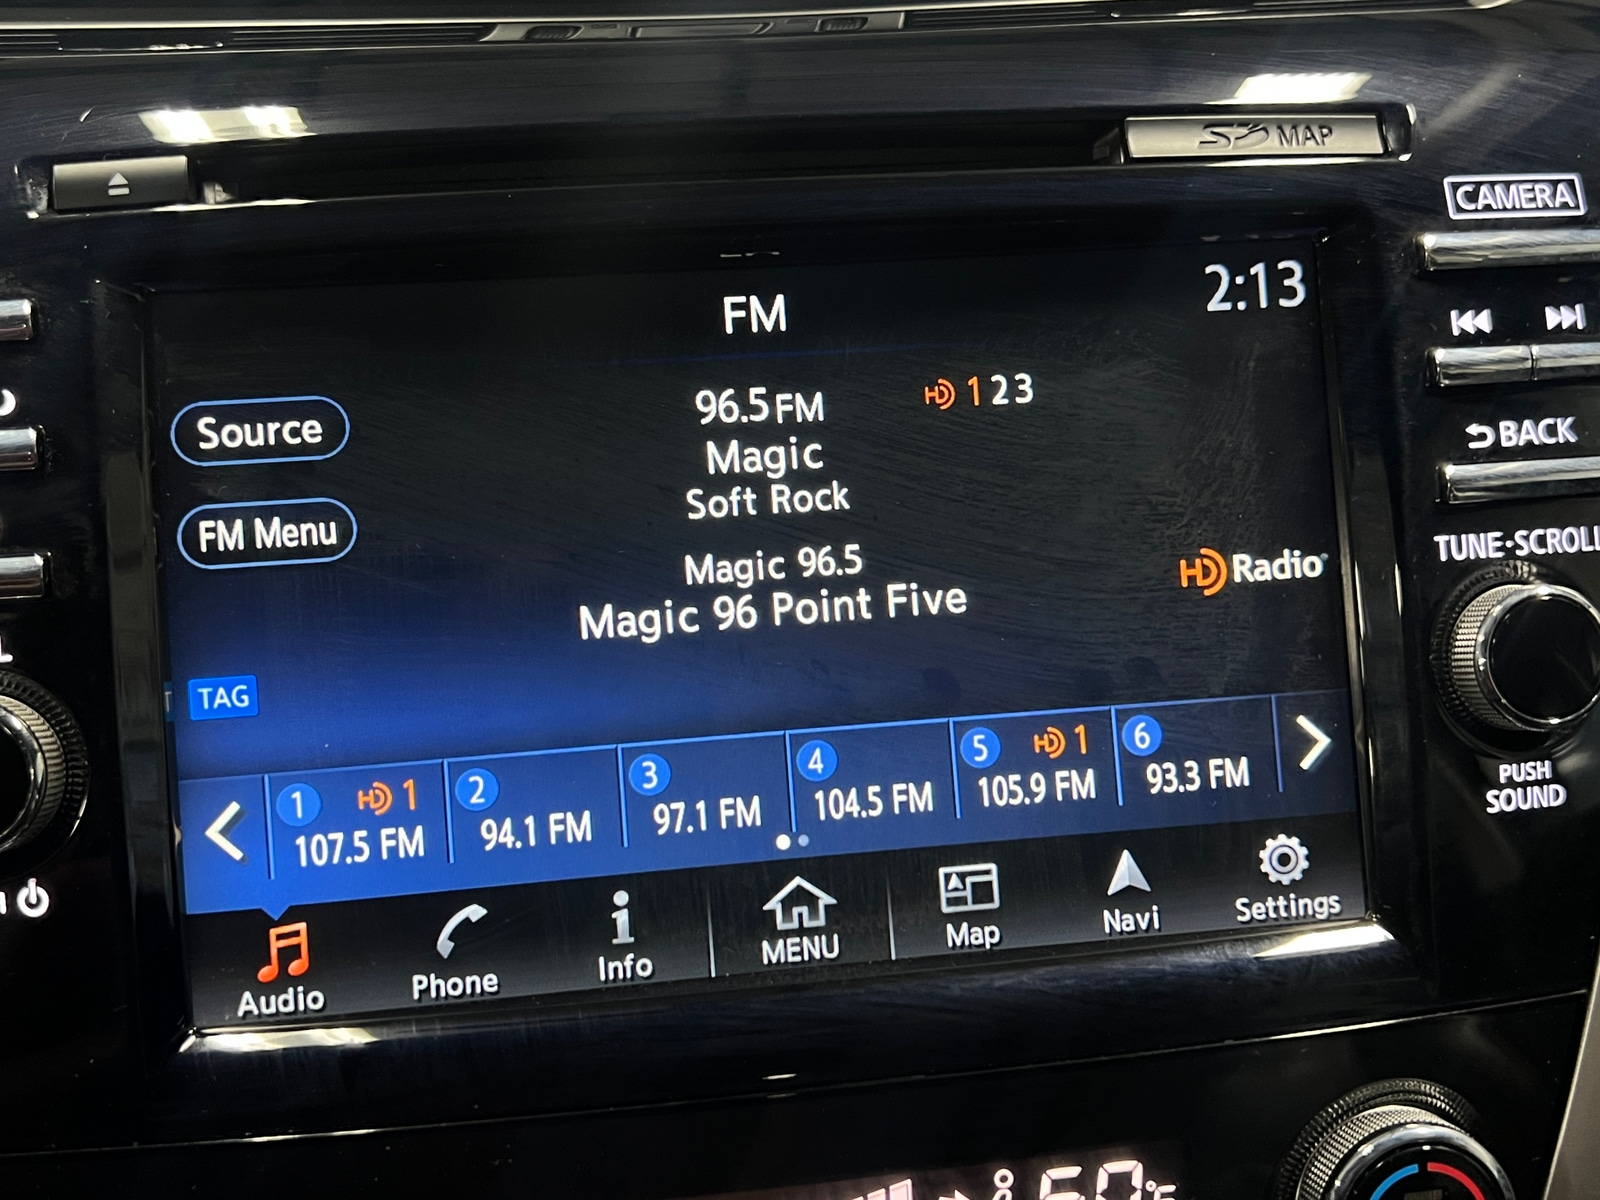 SD MAP
CAMERA
FM
2:13
96.5 FM
HD 1 2 3
Source
Magic
BACK
Soft Rock
FM Menu
Magic 96.5
HD Radio
TUNE·SCROLL
Magic 96 Point Five
TAG
1 HD 1
107.5 FM
2
94.1 FM
3
97.1 FM
4
104.5 FM
5 HD 1
105.9 FM
6
93.3 FM
PUSH
SOUND
Audio
Phone
Info
MENU
Map
Navi
Settings
60°F